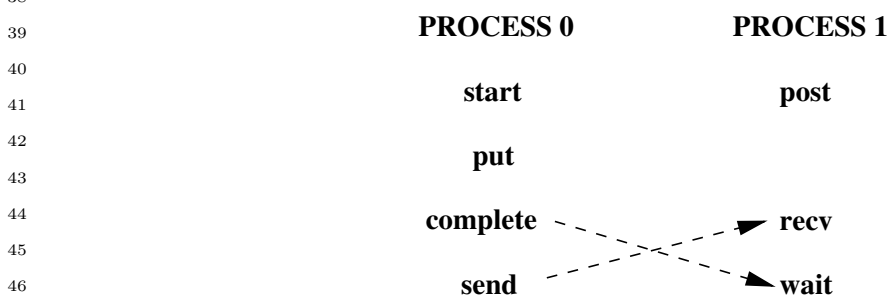 38
39 PROCESS 0 PROCESS 1
40
41 start post
42
43 put
44 complete recv
45
46 send wait